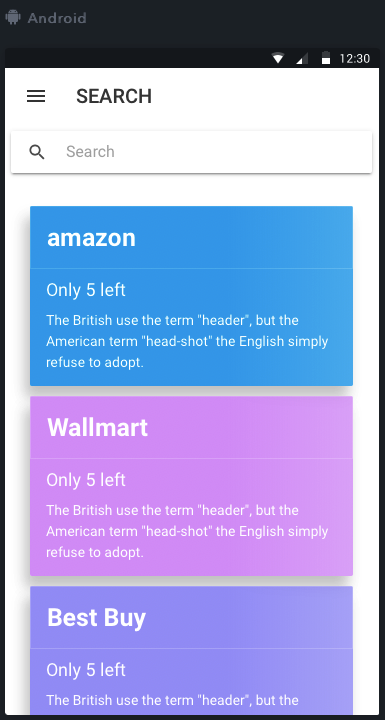 Android
12:30
SEARCH
Search
amazon
Only 5 left
The British use the term "header", but the
American term "head-shot" the English simply
refuse to adopt.
Wallmart
Only 5 left
The British use the term "header", but the
American term "head-shot" the English simply
refuse to adopt.
Best Buy
Only 5 left
The British use the term "header", but the